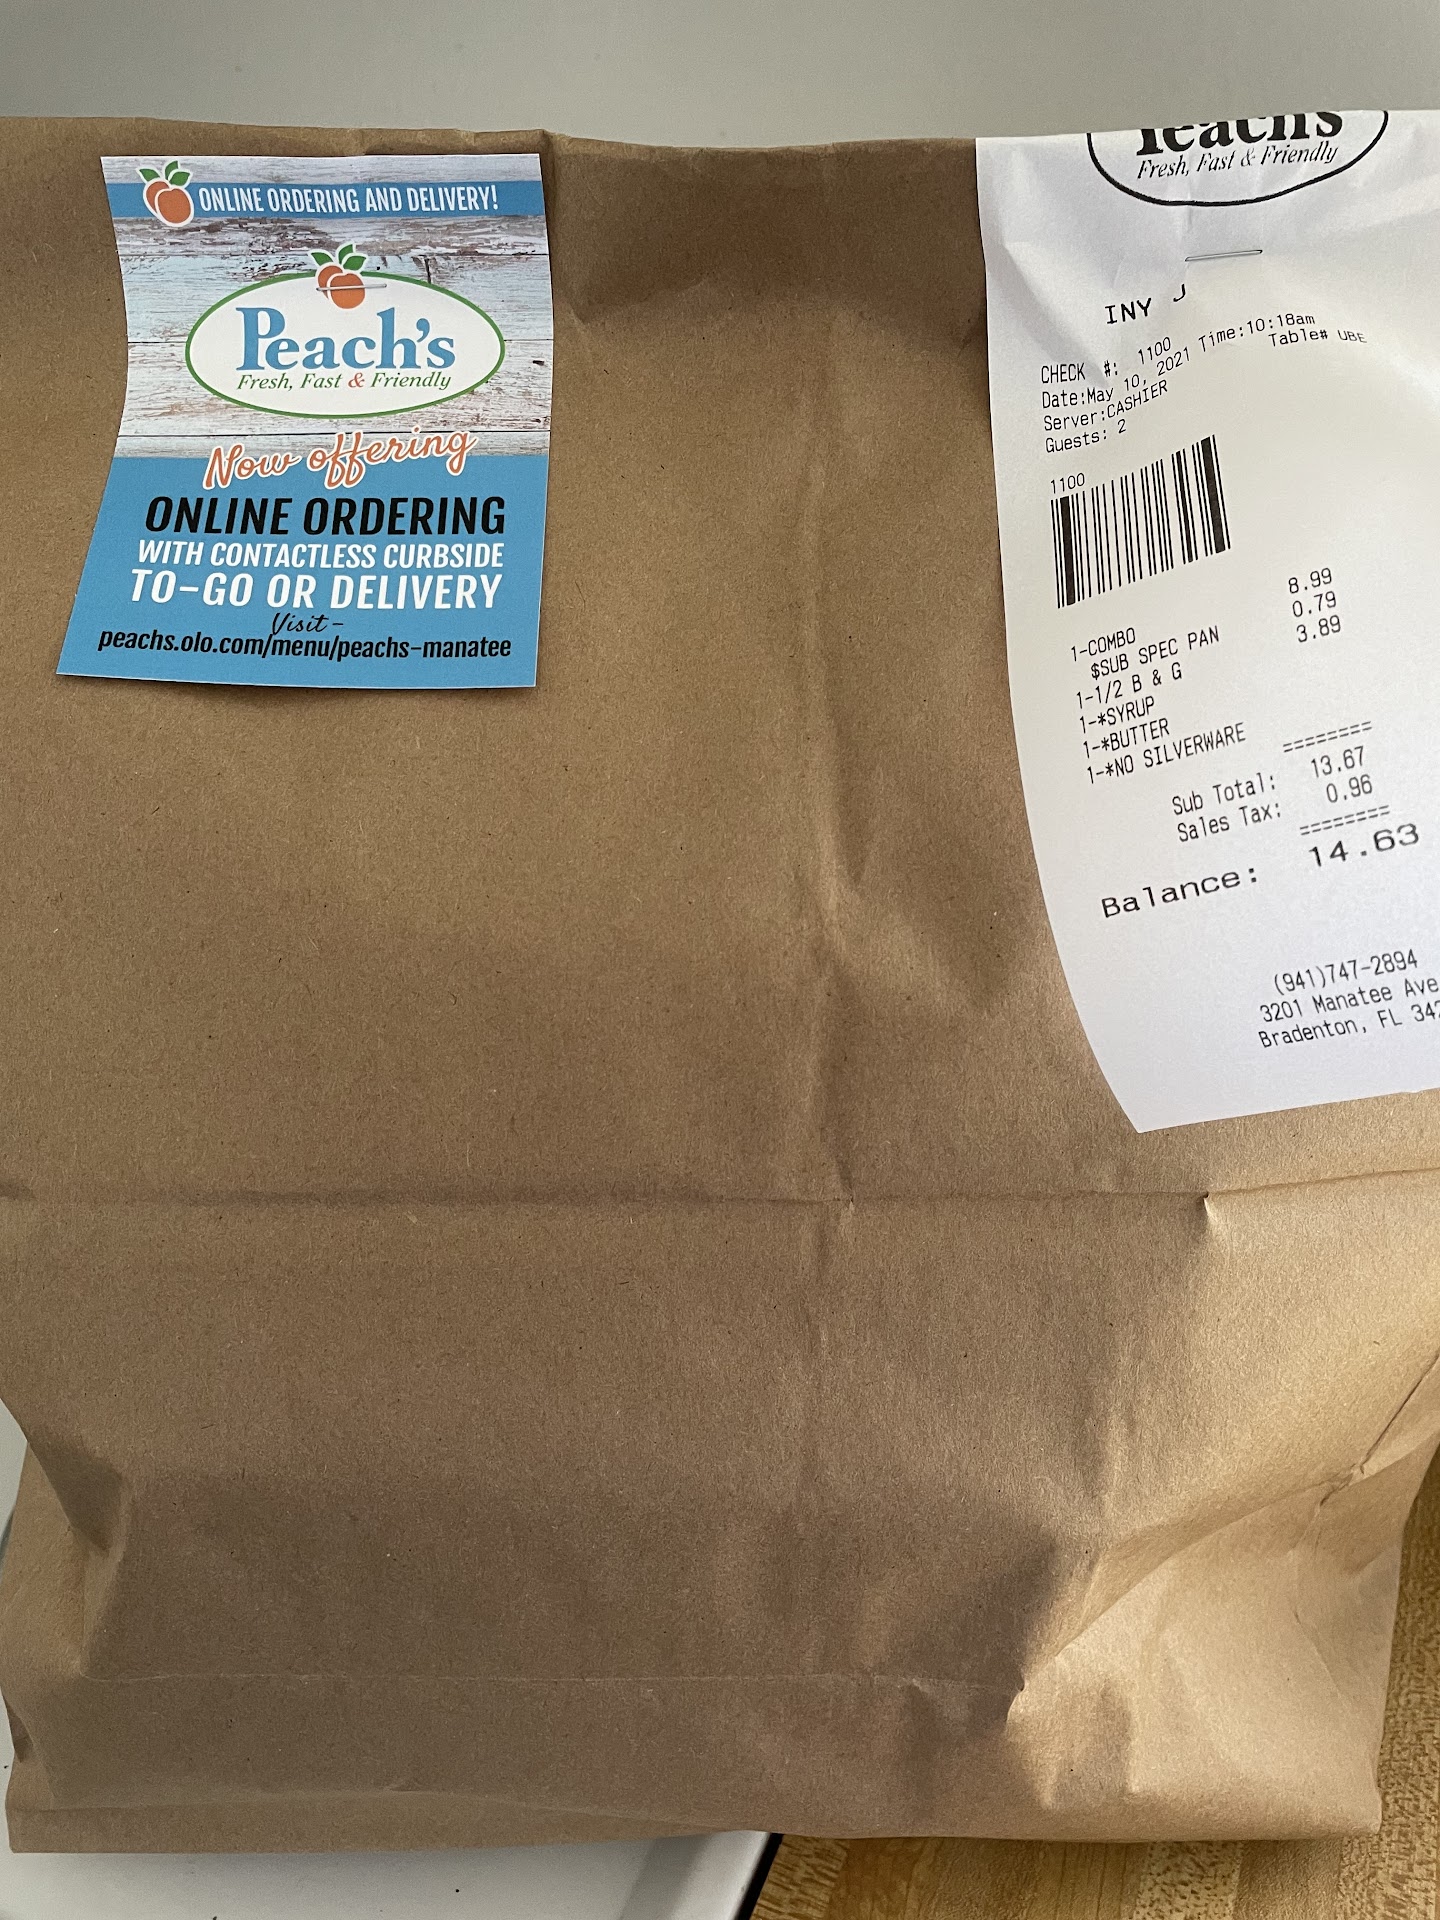 ONLINE ORDERING AND DELIVERY!
Peach's
Fresh, Fast & Friendly
Now offering
ONLINE ORDERING
WITH CONTACTLESS CURBSIDE
TO-GO OR DELIVERY
Visit-
peachs.olo.com/menu/peachs-manatee
Peach's
Fresh, Fast & Friendly
INY J
CHECK #: 1100
Date:May 10, 2021 Time:10:18am
Server:CASHIER Table# UBE
Guests: 2
1100
1-COMBO 8.99
$SUB SPEC PAN 0.79
1-1/2 B & G 3.89
1-*SYRUP
1-*BUTTER
1-*NO SILVERWARE
========
Sub Total: 13.67
Sales Tax: 0.96
========
Balance: 14.63
(941)747-2894
3201 Manatee Ave
Bradenton, FL